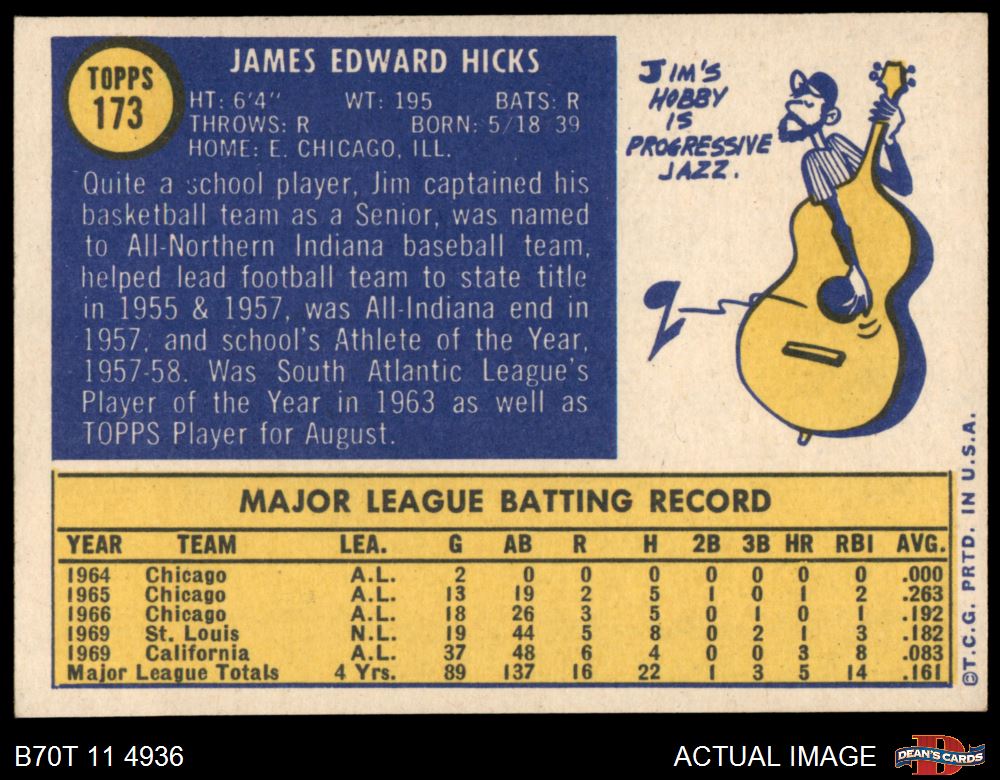 TOPPS
173
JAMES EDWARD HICKS
HT: 6'4" WT: 195 BATS: R
THROWS: R BORN: 5/18 39
HOME: E. CHICAGO, ILL.
Quite a school player, Jim captained his
basketball team as a Senior, was named
to All-Northern Indiana baseball team,
helped lead football team to state title
in 1955 & 1957, was All-Indiana end in
1957, and school's Athlete of the Year,
1957-58. Was South Atlantic League's
Player of the Year in 1963 as well as
TOPPS Player for August.
JIM'S
HOBBY
IS
PROGRESSIVE
JAZZ.
MAJOR LEAGUE BATTING RECORD
YEAR TEAM LEA. G AB R H 2B 3B HR RBI AVG.
1964 Chicago A.L. 2 0 0 0 0 0 0 0 .000
1965 Chicago A.L. 13 19 2 5 1 0 1 2 .263
1966 Chicago A.L. 18 26 3 5 0 1 0 1 .192
1969 St. Louis N.L. 19 44 5 8 0 2 1 3 .182
1969 California A.L. 37 48 6 4 0 0 3 8 .083
Major League Totals 4 Yrs. 89 137 16 22 1 3 5 14 .161
©T.C.G. PRTD. IN U.S.A.
B70T 11 4936
ACTUAL IMAGE
D
DEAN'S CARDS